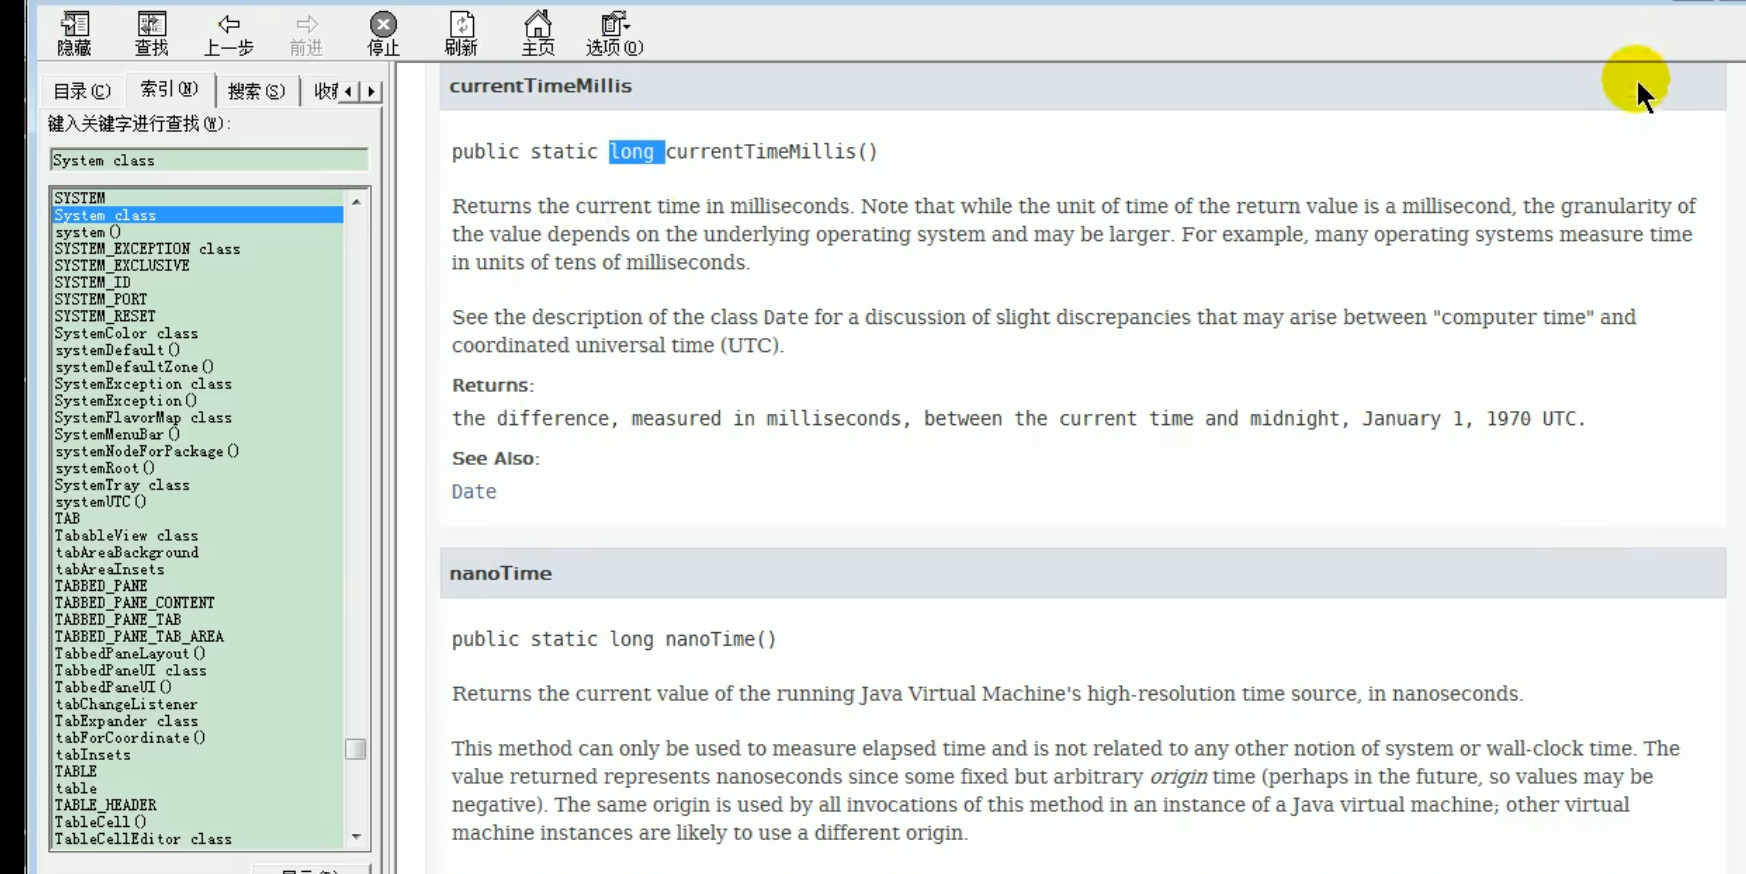 隐藏 查找 上一步 前进 停止 刷新 主页 选项(O)
目录(C) 索引(N) 搜索(S)
键入关键字进行查找(W):
System class
SYSTEM
System class
system()
SYSTEM_EXCEPTION class
SYSTEM_EXCLUSIVE
SYSTEM_ID
SYSTEM_PORT
SYSTEM_RESET
SystemColor class
systemDefault()
systemDefaultZone()
SystemException class
SystemException()
SystemFlavorMap class
SystemMenuBar()
systemNodeForPackage()
systemRoot()
SystemTray class
systemUTC()
TAB
TabableView class
tabAreaBackground
tabAreaInsets
TABBED_PANE
TABBED_PANE_CONTENT
TABBED_PANE_TAB
TABBED_PANE_TAB_AREA
TabbedPaneLayout()
TabbedPaneUI class
TabbedPaneUI()
tabChangeListener
TabExpander class
tabForCoordinate()
tabInsets
TABLE
table
TABLE_HEADER
TableCell()
TableCellEditor class
currentTimeMillis
public static long currentTimeMillis()
Returns the current time in milliseconds. Note that while the unit of time of the return value is a millisecond, the granularity of
the value depends on the underlying operating system and may be larger. For example, many operating systems measure time
in units of tens of milliseconds.
See the description of the class Date for a discussion of slight discrepancies that may arise between "computer time" and
coordinated universal time (UTC).
Returns:
the difference, measured in milliseconds, between the current time and midnight, January 1, 1970 UTC.
See Also:
Date
nanoTime
public static long nanoTime()
Returns the current value of the running Java Virtual Machine's high-resolution time source, in nanoseconds.
This method can only be used to measure elapsed time and is not related to any other notion of system or wall-clock time. The
value returned represents nanoseconds since some fixed but arbitrary origin time (perhaps in the future, so values may be
negative). The same origin is used by all invocations of this method in an instance of a Java virtual machine; other virtual
machine instances are likely to use a different origin.